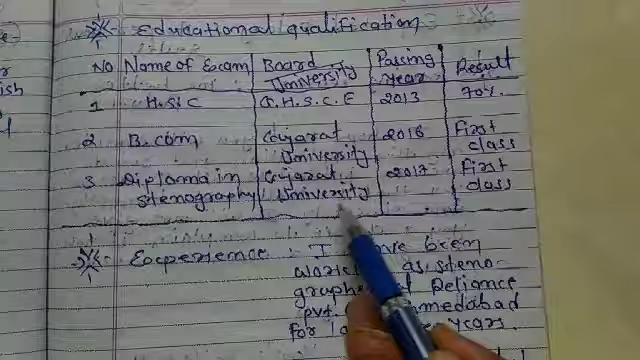 Educational qualification
No Name of Exam Board University Passing Year Result
1 H.S.C G.H.S.C.E 2013 70%.
2 B.com Gujarat University 2016 First class
3 Diploma in stenography Gujarat University 2017 First class
Experience : I been
as steno-
grapher at Reliance
pvt. Ahmedabad
for years.